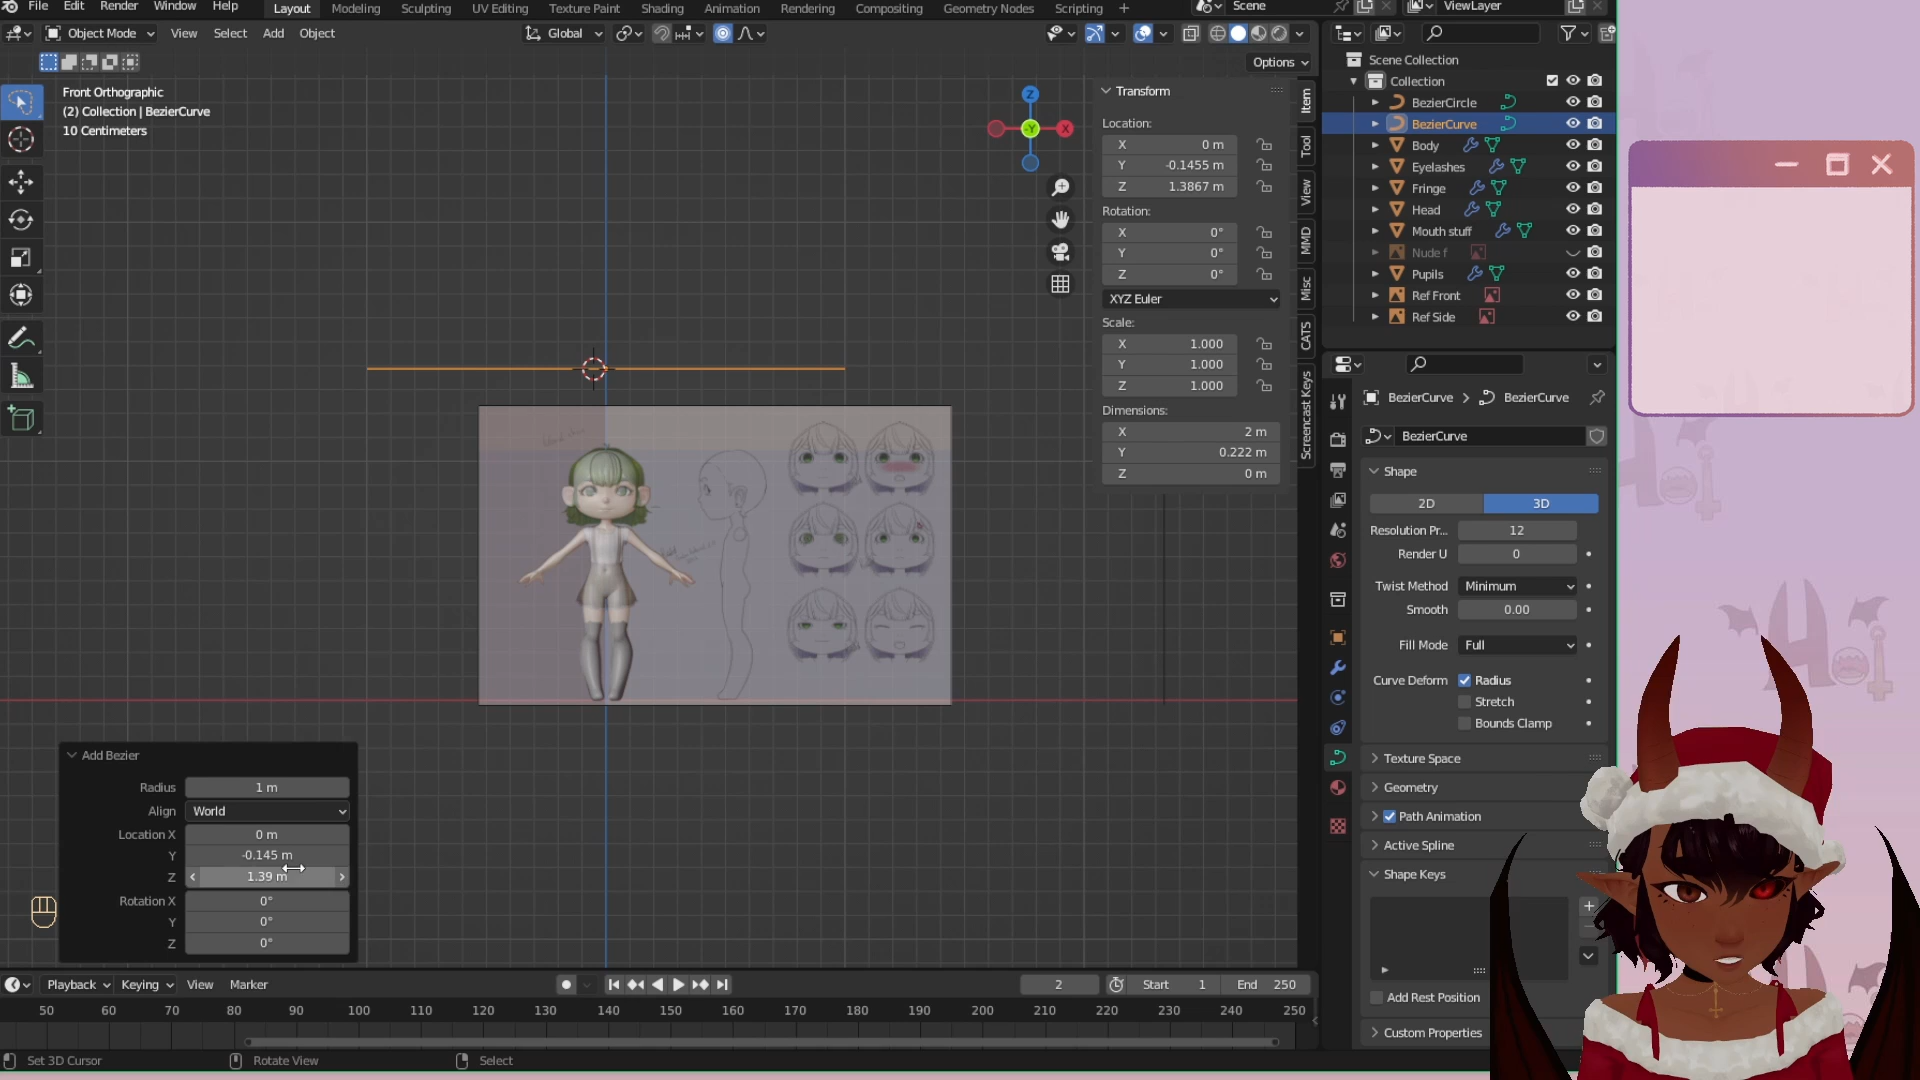 File Edit Render Window Help
Layout Modeling Sculpting UV Editing Texture Paint Shading Animation Rendering Compositing Geometry Nodes Scripting
Scene
ViewLayer
Object Mode View Select Add Object
Global
Options
Front Orthographic
(2) Collection | BezierCurve
10 Centimeters
Z
-Y
X
Transform
Location:
X 0 m
Y -0.1455 m
Z 1.3867 m
Rotation:
X 0°
Y 0°
Z 0°
XYZ Euler
Scale:
X 1.000
Y 1.000
Z 1.000
Dimensions:
X 2 m
Y 0.222 m
Z 0 m
Item
Tool
View
MMD
Misc
CATS
Screencast Keys
Scene Collection
Collection
BezierCircle
BezierCurve
Body
Eyelashes
Fringe
Head
Mouth stuff
Nude f
Pupils
Ref Front
Ref Side
BezierCurve > BezierCurve
BezierCurve
Shape
2D 3D
Resolution Pr... 12
Render U 0
Twist Method Minimum
Smooth 0.00
Fill Mode Full
Curve Deform Radius
Stretch
Bounds Clamp
Texture Space
Geometry
Path Animation
Active Spline
Shape Keys
Add Rest Position
Custom Properties
Add Bezier
Radius 1 m
Align World
Location X 0 m
Y -0.145 m
Z 1.39 m
Rotation X 0°
Y 0°
Z 0°
Playback Keying View Marker
2
Start 1
End 250
50 60 70 80 90 100 110 120 130 140 150 160 170 180 190 200 210 220 230 240 250
Set 3D Cursor
Rotate View
Select